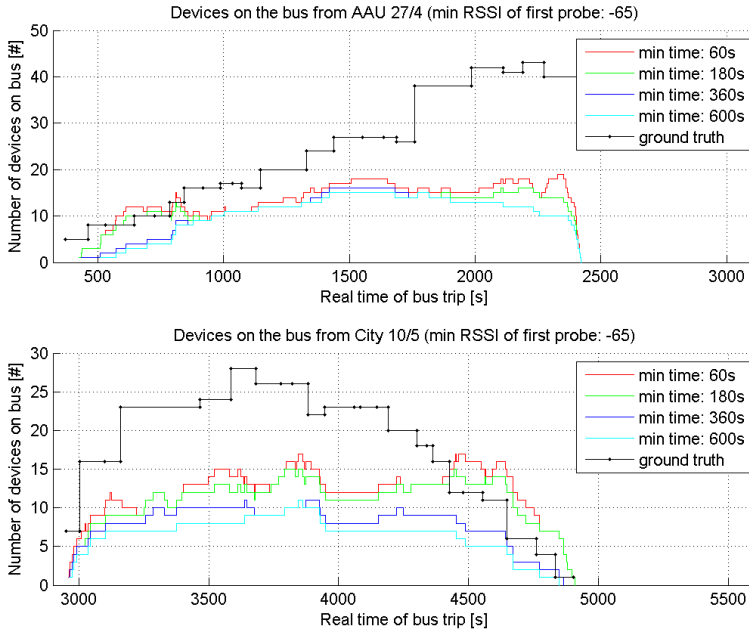 Devices on the bus from AAU 27/4 (min RSSI of first probe: -65)
Number of devices on bus [#]
50
40
30
20
10
0
min time: 60s
min time: 180s
min time: 360s
min time: 600s
ground truth
500 1000 1500 2000 2500 3000
Real time of bus trip [s]
Devices on the bus from City 10/5 (min RSSI of first probe: -65)
Number of devices on bus [#]
30
25
20
15
10
5
0
min time: 60s
min time: 180s
min time: 360s
min time: 600s
ground truth
3000 3500 4000 4500 5000 5500
Real time of bus trip [s]